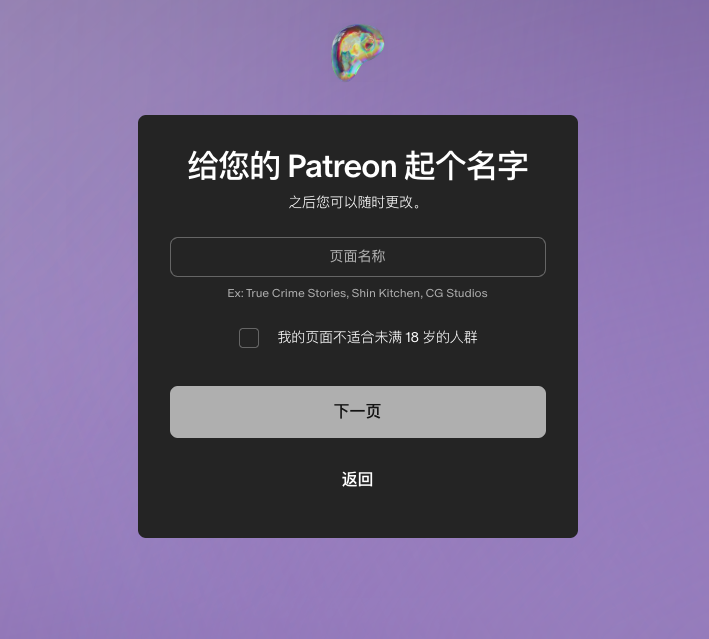 给您的 Patreon 起个名字
之后您可以随时更改。
页面名称
Ex: True Crime Stories, Shin Kitchen, CG Studios
我的页面不适合未满 18 岁的人群
下一页
返回